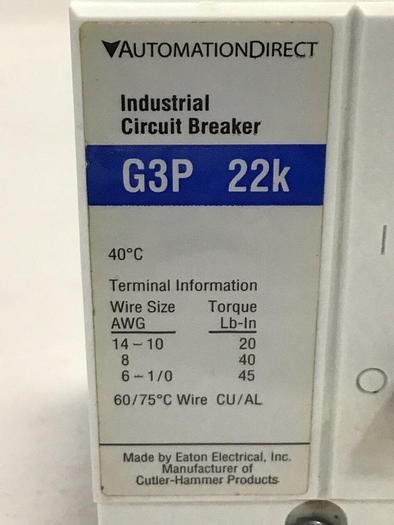 AUTOMATIONDIRECT
Industrial
Circuit Breaker
G3P 22k
40°C
Terminal Information
Wire Size Torque
AWG Lb-In
14-10 20
8 40
6-1/0 45
60/75°C Wire CU/AL
Made by Eaton Electrical, Inc.
Manufacturer of
Cutler-Hammer Products
|
O